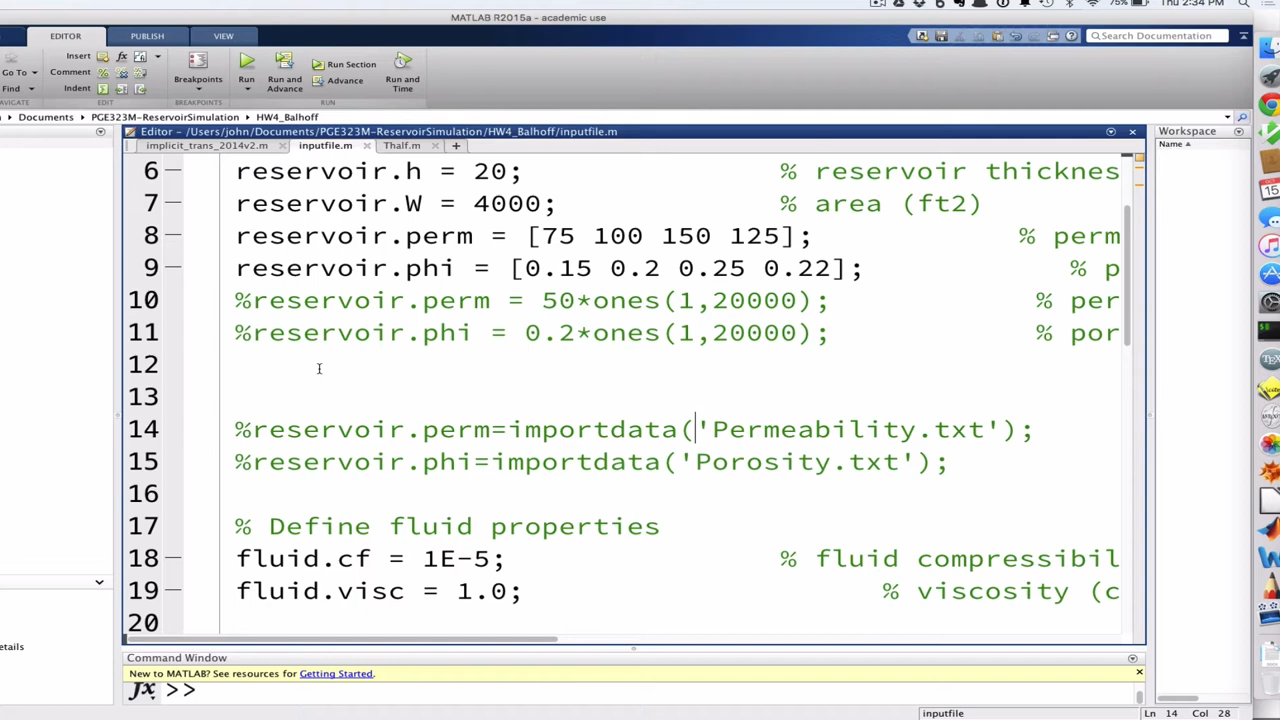 75% Thu 2:34 PM
MATLAB R2015a - academic use
EDITOR PUBLISH VIEW
Search Documentation
Insert fx
Go To Comment Breakpoints Run Run and Advance Run Section Advance Run and Time
Find Indent
NAVIGATE EDIT BREAKPOINTS RUN
Documents PGE323M-ReservoirSimulation HW4_Balhoff
Editor - /Users/john/Documents/PGE323M-ReservoirSimulation/HW4_Balhoff/inputfile.m
Workspace
implicit_trans_2014v2.m inputfile.m Thalf.m +
Name
6 — reservoir.h = 20; % reservoir thicknes
7 — reservoir.W = 4000; % area (ft2)
8 — reservoir.perm = [75 100 150 125]; % perm
9 — reservoir.phi = [0.15 0.2 0.25 0.22]; % p
10 %reservoir.perm = 50*ones(1,20000); % per
11 %reservoir.phi = 0.2*ones(1,20000); % por
12
13
14 %reservoir.perm=importdata('Permeability.txt');
15 %reservoir.phi=importdata('Porosity.txt');
16
17 % Define fluid properties
18 — fluid.cf = 1E-5; % fluid compressibil
19 — fluid.visc = 1.0; % viscosity (c
20
etails
Command Window
New to MATLAB? See resources for Getting Started.
fx >>
inputfile Ln 14 Col 28